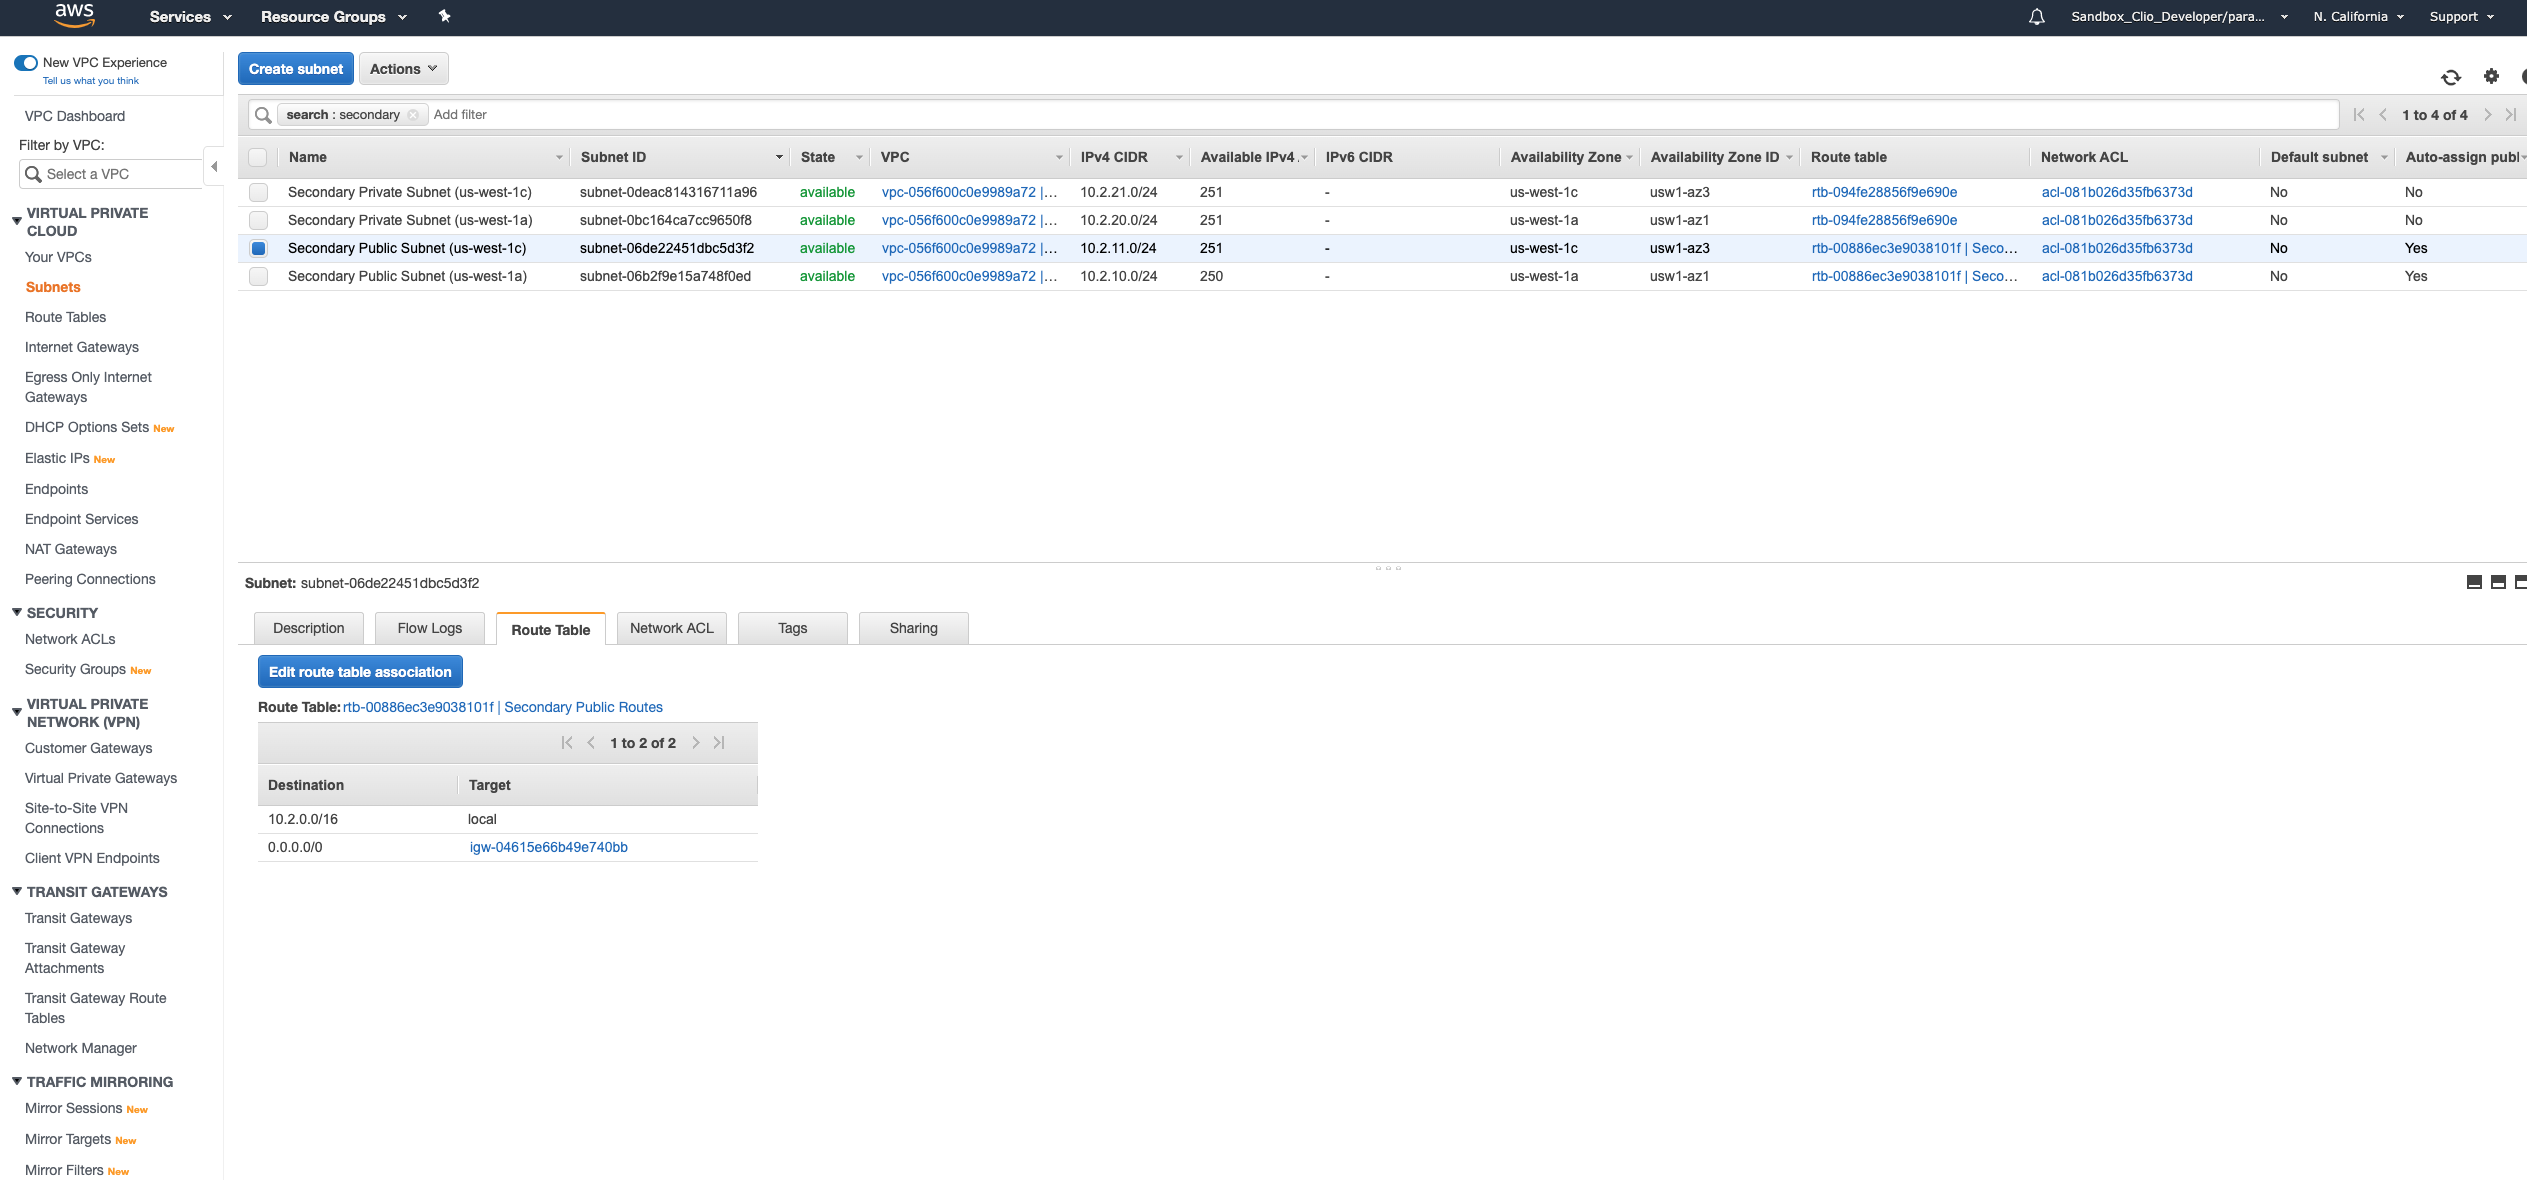 aws Services Resource Groups Sandbox_Clio_Developer/para... N. California Support
New VPC Experience
Tell us what you think
VPC Dashboard
Filter by VPC:
Select a VPC
VIRTUAL PRIVATE
CLOUD
Your VPCs
Subnets
Route Tables
Internet Gateways
Egress Only Internet
Gateways
DHCP Options Sets New
Elastic IPs New
Endpoints
Endpoint Services
NAT Gateways
Peering Connections
SECURITY
Network ACLs
Security Groups New
VIRTUAL PRIVATE
NETWORK (VPN)
Customer Gateways
Virtual Private Gateways
Site-to-Site VPN
Connections
Client VPN Endpoints
TRANSIT GATEWAYS
Transit Gateways
Transit Gateway
Attachments
Transit Gateway Route
Tables
Network Manager
TRAFFIC MIRRORING
Mirror Sessions New
Mirror Targets New
Mirror Filters New
Create subnet Actions
search : secondary Add filter 1 to 4 of 4
Name Subnet ID State VPC IPv4 CIDR Available IPv4 . IPv6 CIDR Availability Zone Availability Zone ID Route table Network ACL Default subnet Auto-assign publ
Secondary Private Subnet (us-west-1c) subnet-0deac814316711a96 available vpc-056f600c0e9989a72 |... 10.2.21.0/24 251 - us-west-1c usw1-az3 rtb-094fe28856f9e690e acl-081b026d35fb6373d No No
Secondary Private Subnet (us-west-1a) subnet-0bc164ca7cc9650f8 available vpc-056f600c0e9989a72 |... 10.2.20.0/24 251 - us-west-1a usw1-az1 rtb-094fe28856f9e690e acl-081b026d35fb6373d No No
Secondary Public Subnet (us-west-1c) subnet-06de22451dbc5d3f2 available vpc-056f600c0e9989a72 |... 10.2.11.0/24 251 - us-west-1c usw1-az3 rtb-00886ec3e9038101f | Seco... acl-081b026d35fb6373d No Yes
Secondary Public Subnet (us-west-1a) subnet-06b2f9e15a748f0ed available vpc-056f600c0e9989a72 |... 10.2.10.0/24 250 - us-west-1a usw1-az1 rtb-00886ec3e9038101f | Seco... acl-081b026d35fb6373d No Yes
Subnet: subnet-06de22451dbc5d3f2
Description Flow Logs Route Table Network ACL Tags Sharing
Edit route table association
Route Table: rtb-00886ec3e9038101f | Secondary Public Routes
1 to 2 of 2
Destination Target
10.2.0.0/16 local
0.0.0.0/0 igw-04615e66b49e740bb